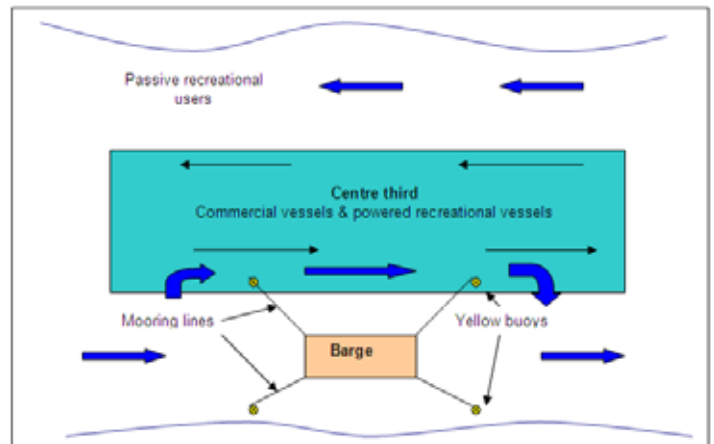 Passive recreational
users
Centre third
Commercial vessels & powered recreational vessels
Mooring lines
Yellow buoys
Barge